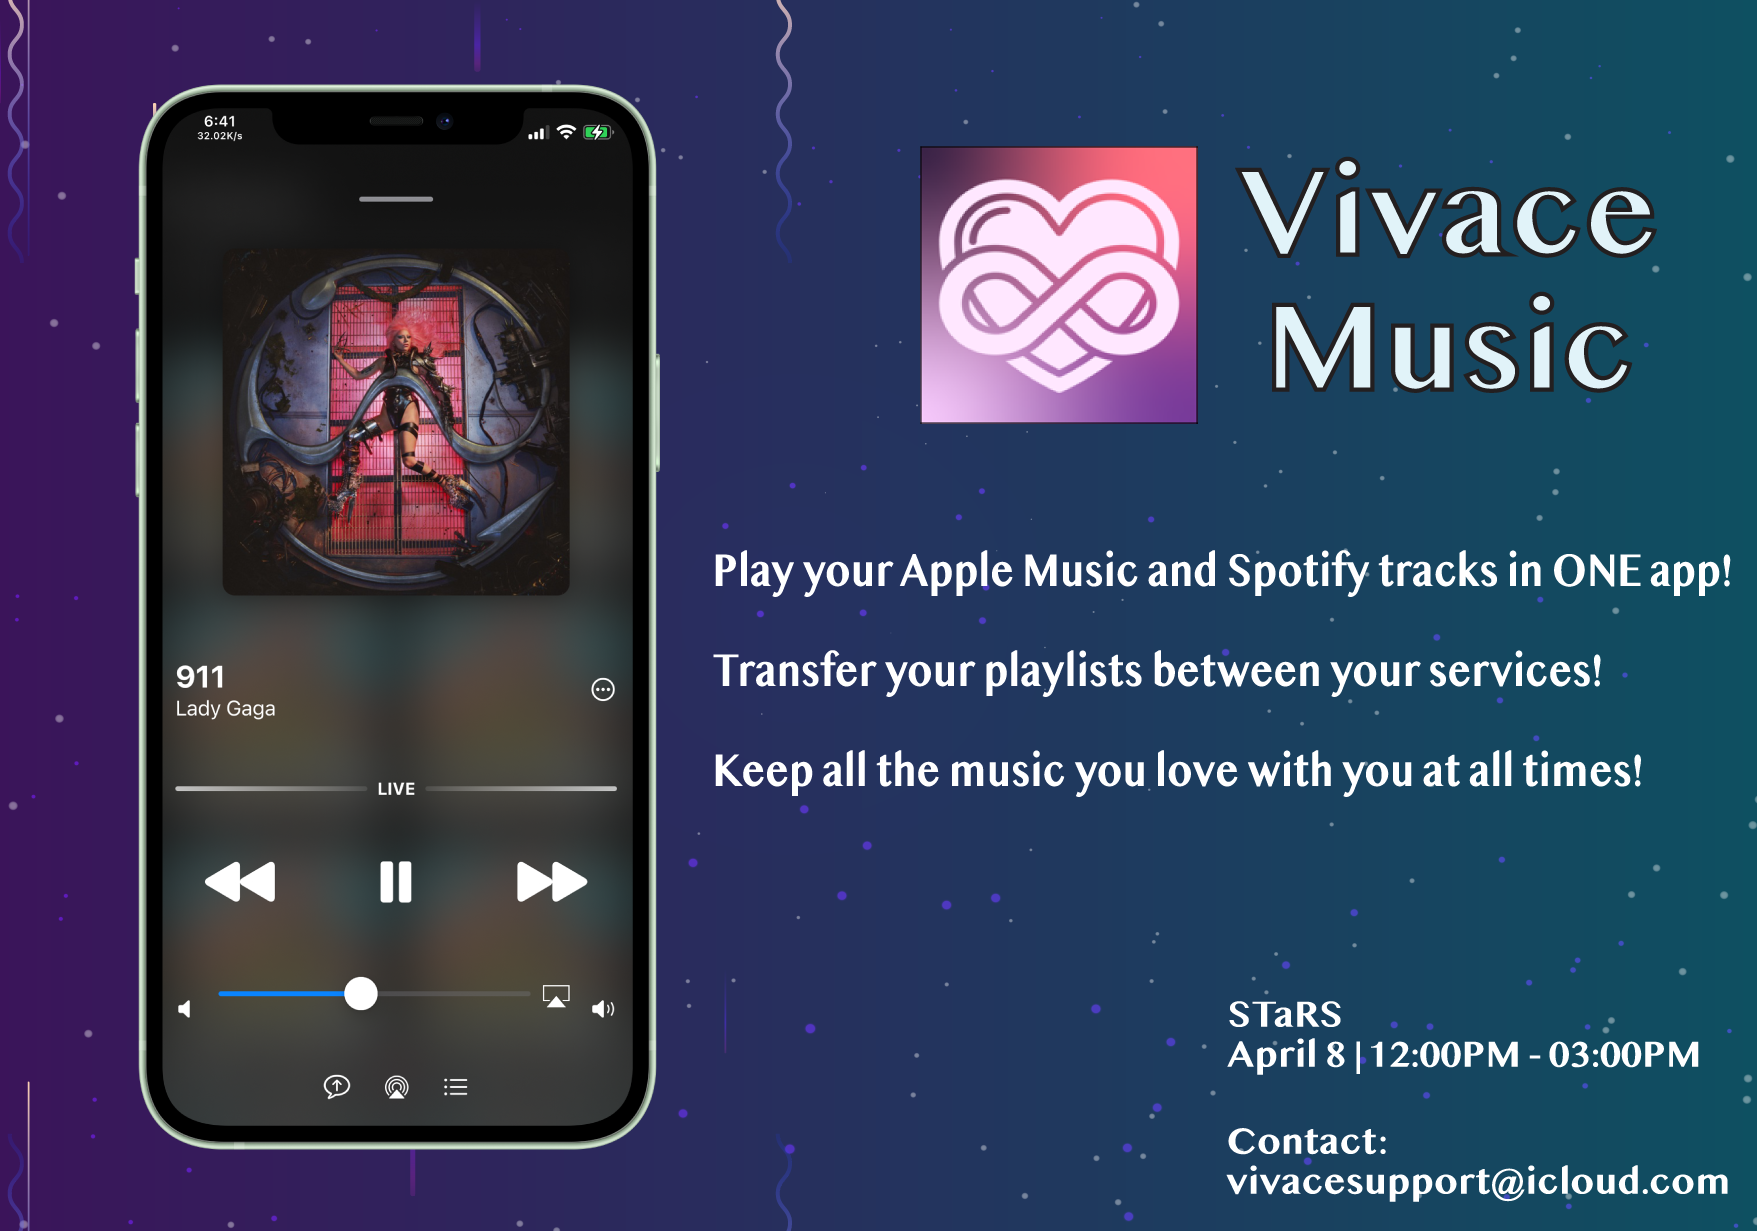 6:41
32.02K/s
911
Lady Gaga
LIVE
Vivace
Music
Play your Apple Music and Spotify tracks in ONE app!
Transfer your playlists between your services!
Keep all the music you love with you at all times!
STaRS
April 8 | 12:00PM - 03:00PM
Contact:
vivacesupport@icloud.com